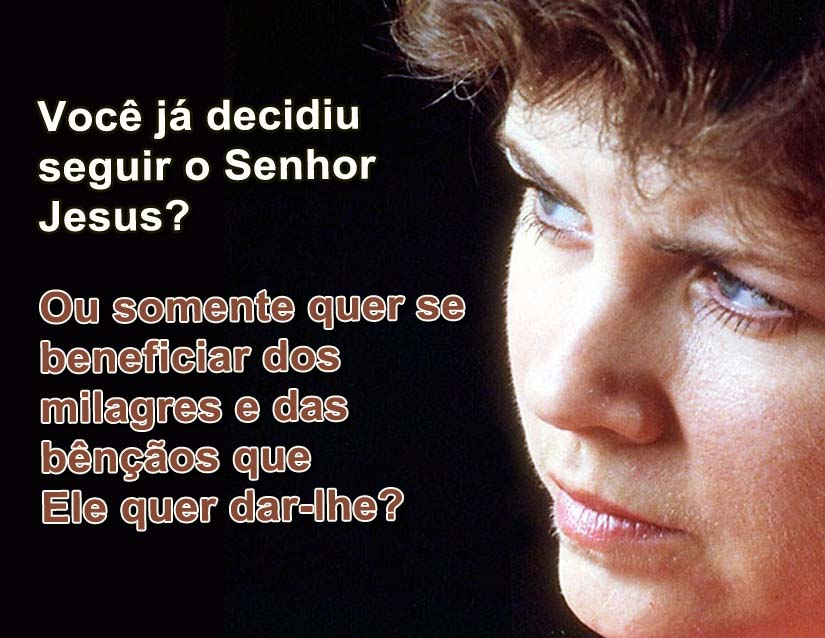 Você já decidiu
seguir o Senhor
Jesus?
Ou somente quer se
beneficiar dos
milagres e das
bênçãos que
Ele quer dar-lhe?